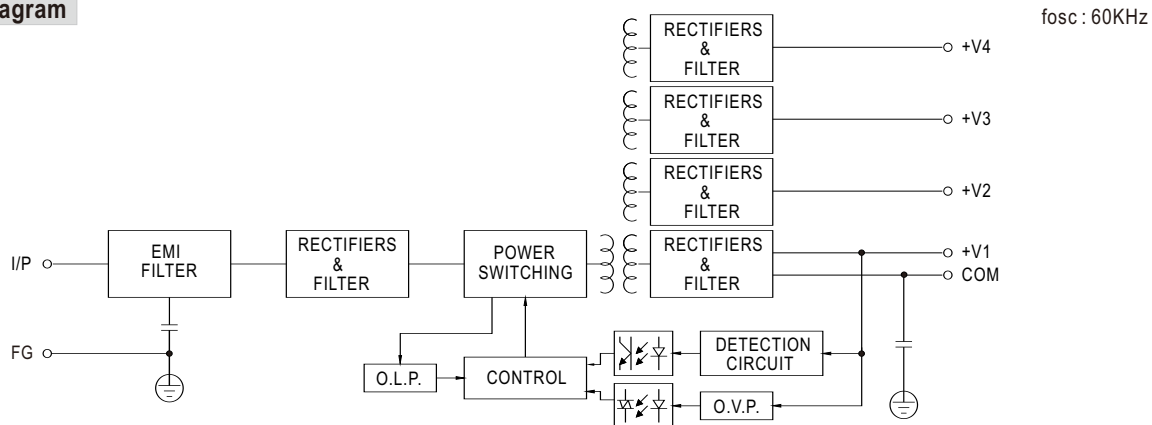 agram
fosc : 60KHz
RECTIFIERS
&
FILTER
+V4
RECTIFIERS
&
FILTER
+V3
RECTIFIERS
&
FILTER
+V2
I/P
EMI
FILTER
RECTIFIERS
&
FILTER
POWER
SWITCHING
RECTIFIERS
&
FILTER
+V1
COM
FG
O.L.P.
CONTROL
DETECTION
CIRCUIT
O.V.P.